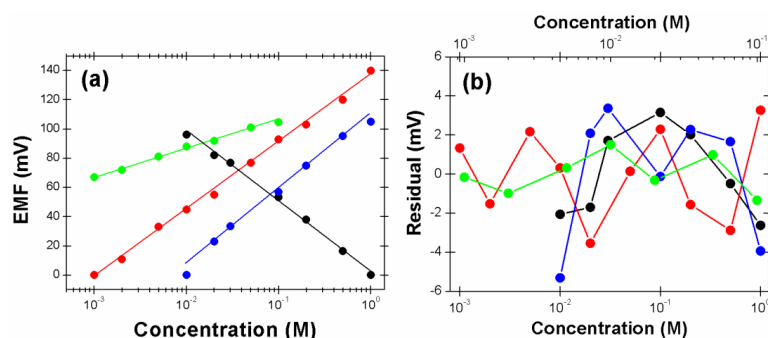 Concentration (M)
10⁻³ 10⁻² 10⁻¹
(a)
140
120
100
80
60
40
20
0
EMF (mV)
10⁻³ 10⁻² 10⁻¹ 10⁰
Concentration (M)
(b)
6
4
2
0
-2
-4
-6
Residual (mV)
10⁻³ 10⁻² 10⁻¹ 10⁰
Concentration (M)